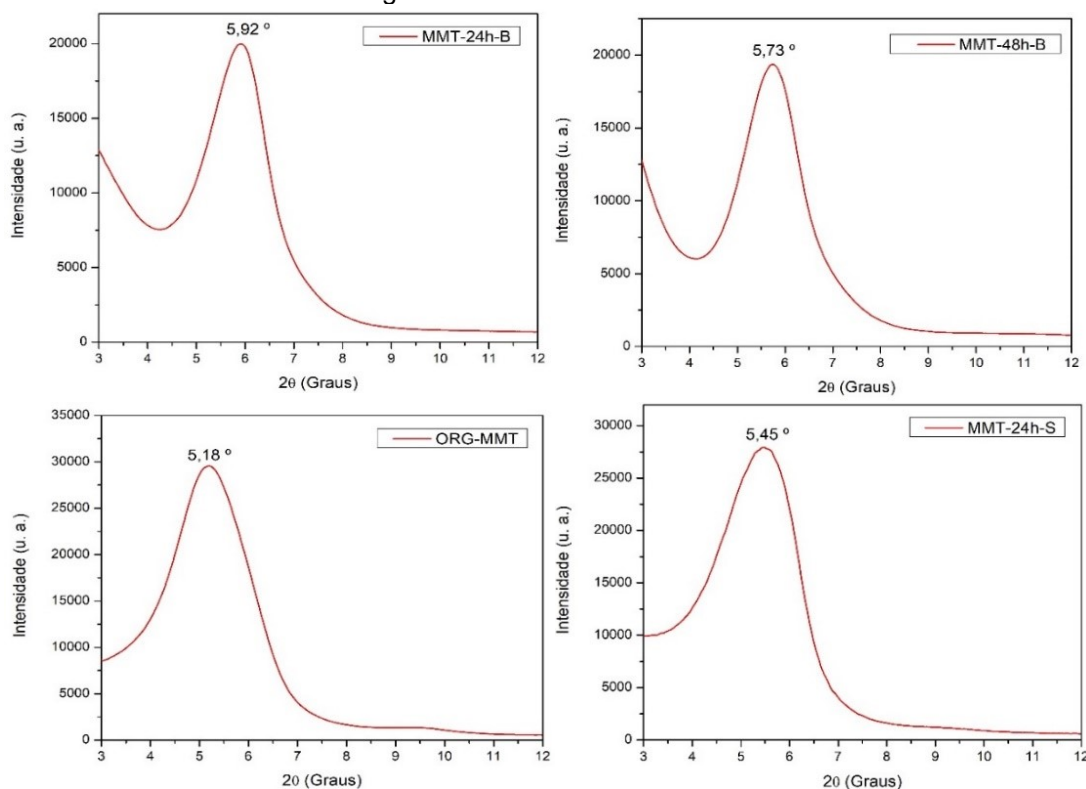 5,92 º
MMT-24h-B
20000
15000
10000
5000
0
Intensidade (u. a.)
3 4 5 6 7 8 9 10 11 12
2θ (Graus)
5,73 º
MMT-48h-B
20000
15000
10000
5000
0
Intensidade (u. a.)
3 4 5 6 7 8 9 10 11 12
2θ (Graus)
35000
ORG-MMT
5,18 º
30000
25000
20000
15000
10000
5000
0
Intensidade (u. a.)
3 4 5 6 7 8 9 10 11 12
2θ (Graus)
30000
MMT-24h-S
5,45 º
25000
20000
15000
10000
5000
0
Intensidade (u. a.)
3 4 5 6 7 8 9 10 11 12
2θ (Graus)